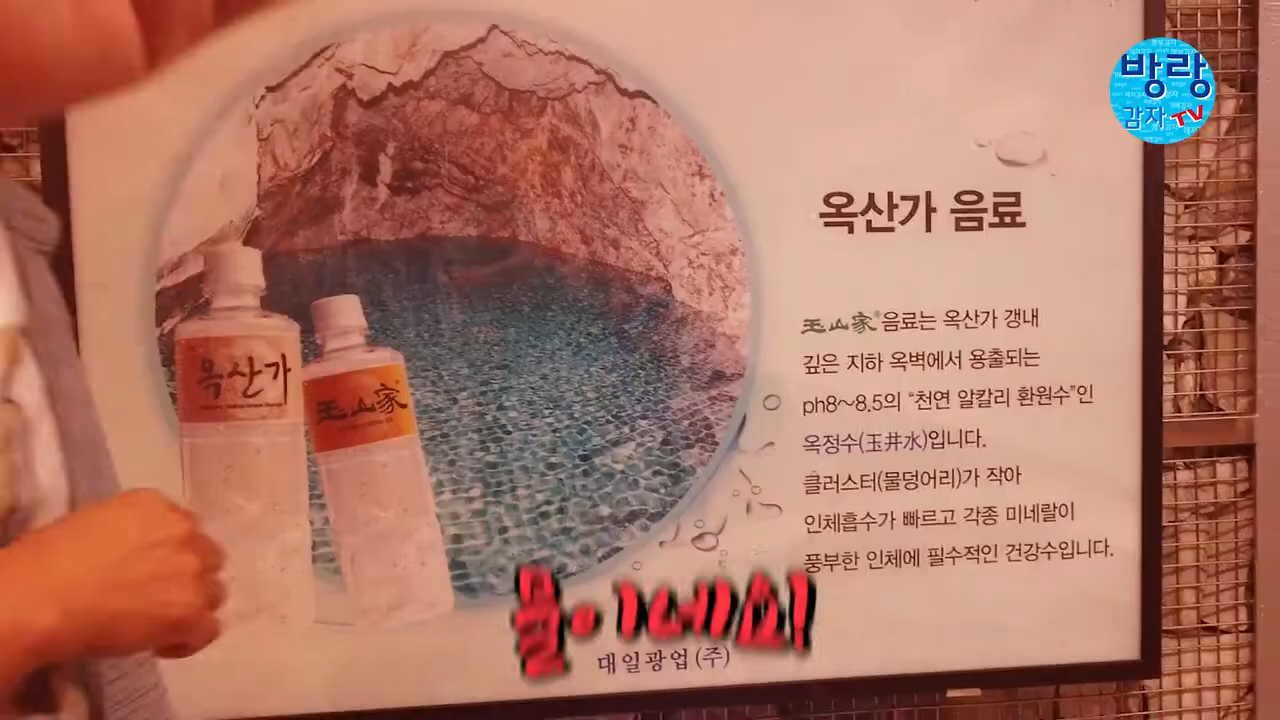 방랑
감자 TV
옥산가 음료
玉山家®음료는 옥산가 갱내
깊은 지하 옥벽에서 용출되는
ph8~8.5의 "천연 알칼리 환원수"인
옥정수(玉井水)입니다.
클러스터(물덩어리)가 작아
인체흡수가 빠르고 각종 미네랄이
풍부한 인체에 필수적인 건강수입니다.
옥산가
玉山家
물이네요!
대일광업(주)